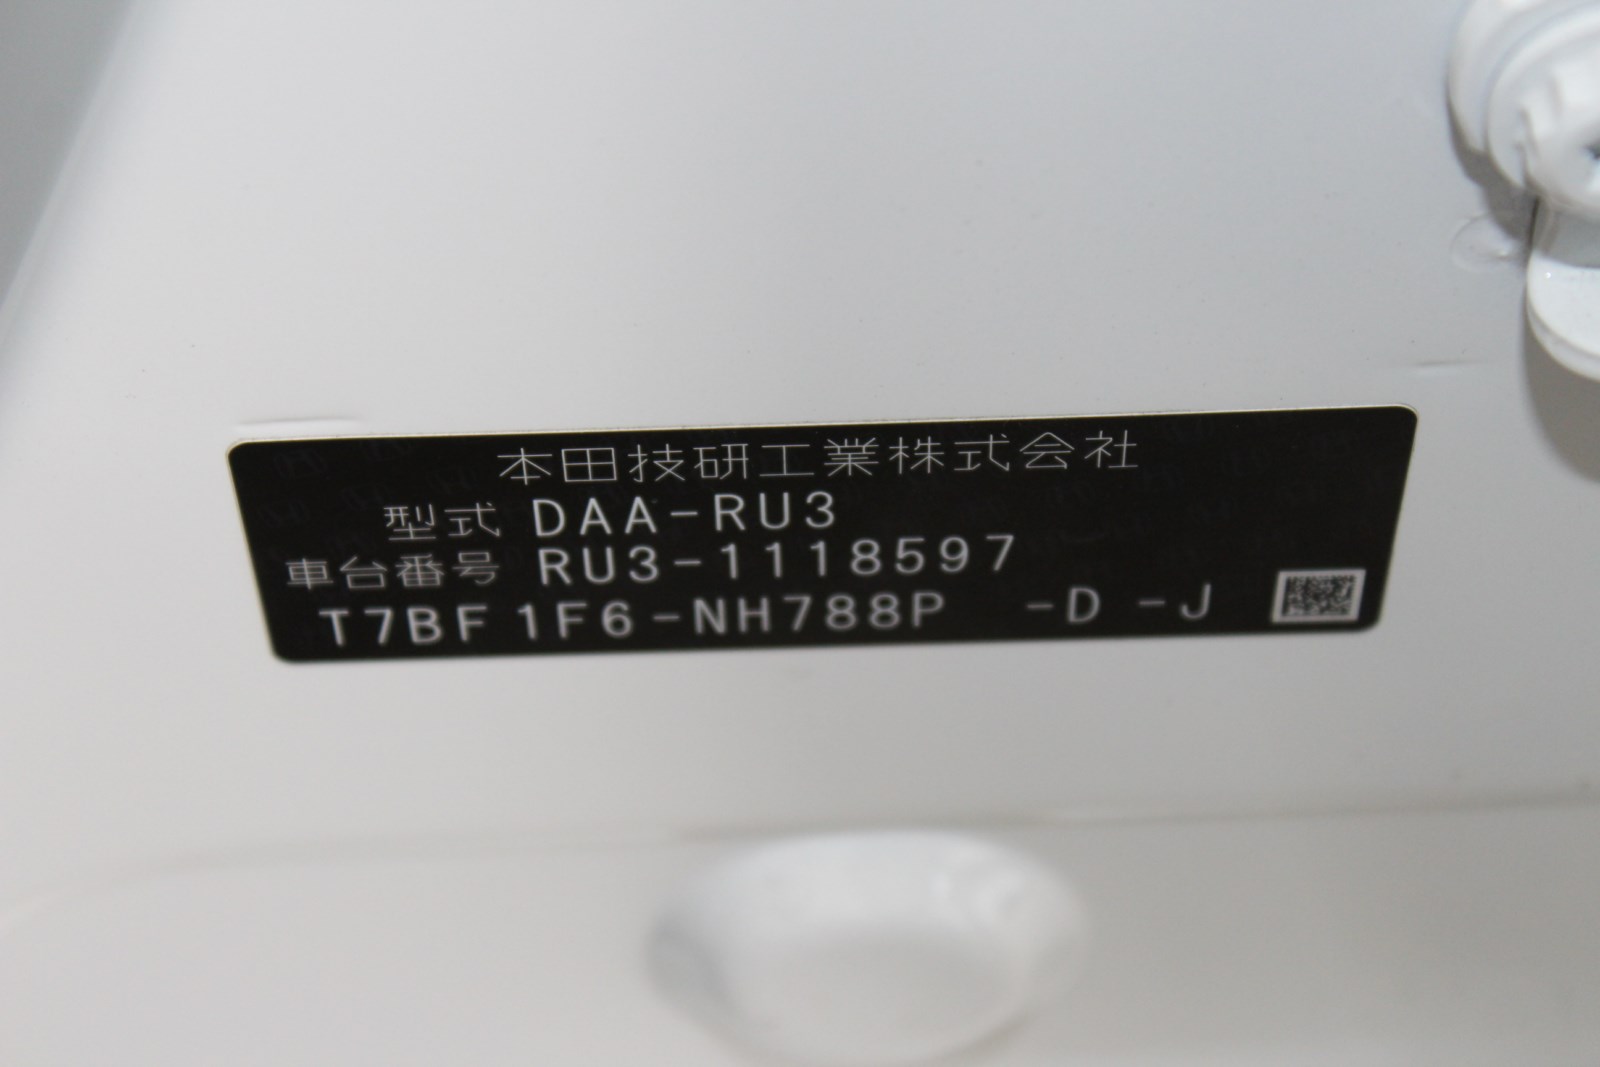 本田技研工業株式会社
型式 DAA-RU3
車台番号 RU3-1118597
T7BF1F6-NH788P -D -J